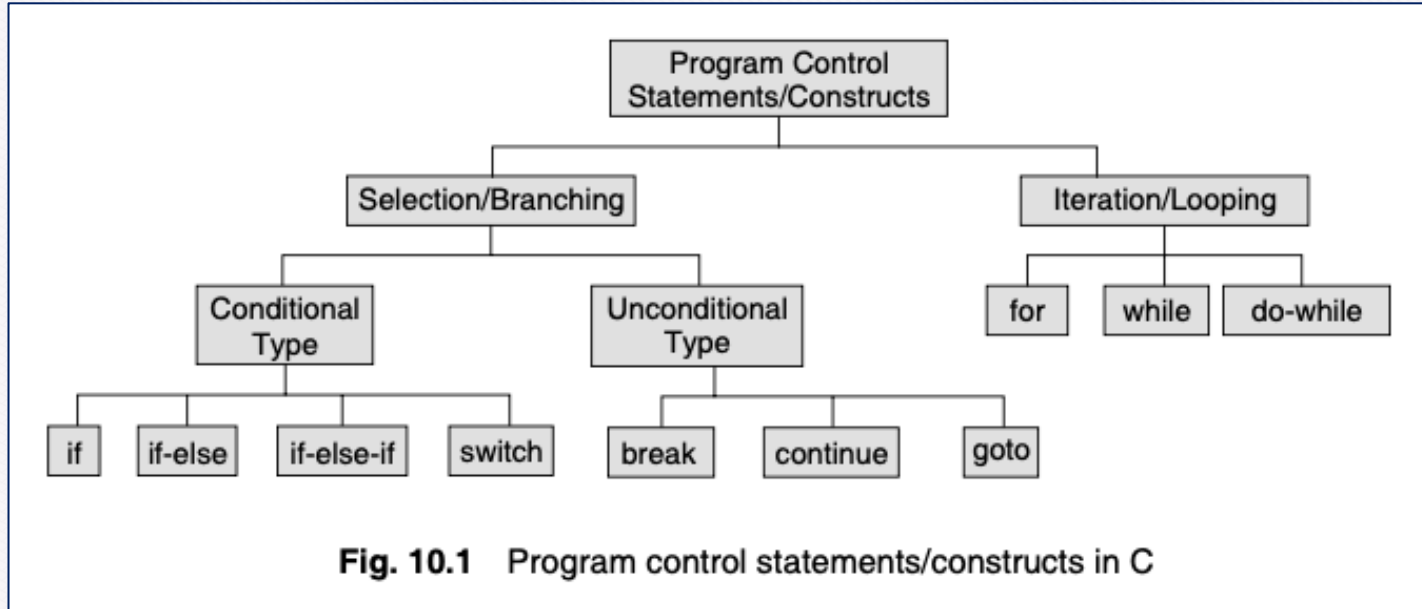 Program Control
Statements/Constructs
Selection/Branching
Iteration/Looping
Conditional
Type
Unconditional
Type
for
while
do-while
if
if-else
if-else-if
switch
break
continue
goto
Fig. 10.1 Program control statements/constructs in C